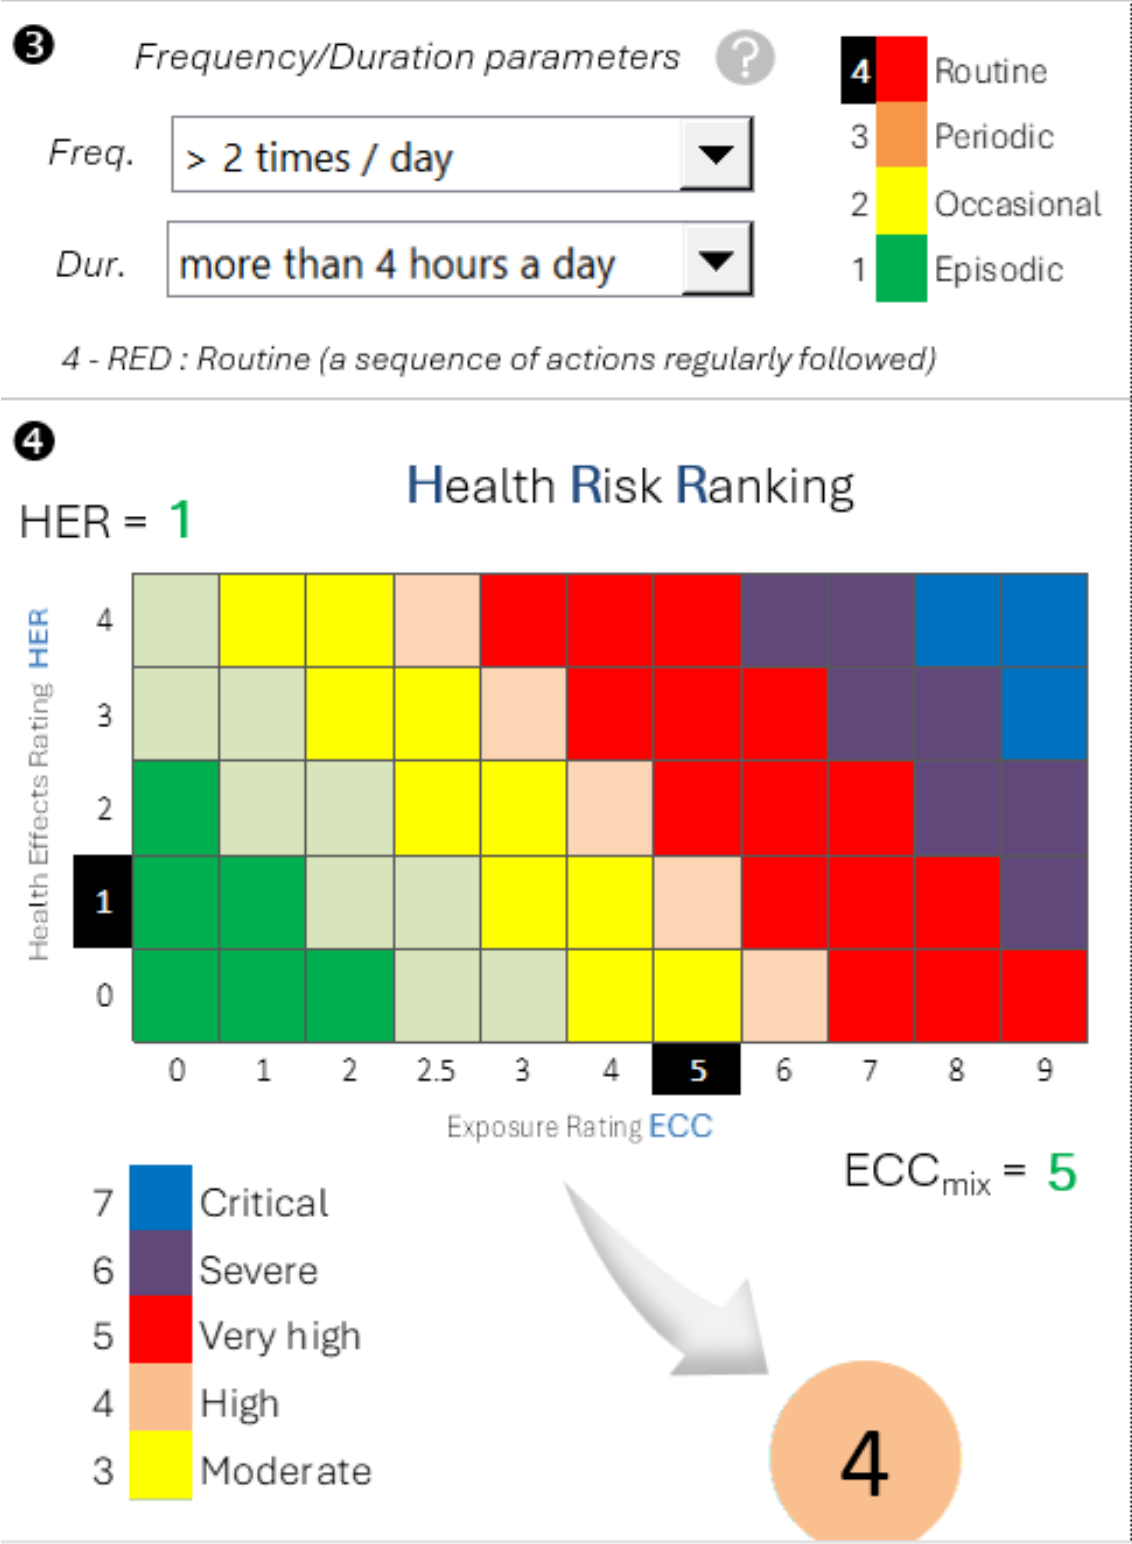 ❸
Frequency/Duration parameters ?
Freq. > 2 times / day
Dur. more than 4 hours a day
4 Routine
3 Periodic
2 Occasional
1 Episodic
4 - RED : Routine (a sequence of actions regularly followed)
❹
Health Risk Ranking
HER = 1
Health Effects Rating HER
4
3
2
1
0
0 1 2 2.5 3 4 5 6 7 8 9
Exposure Rating ECC
ECCmix = 5
7 Critical
6 Severe
5 Very high
4 High
3 Moderate
4